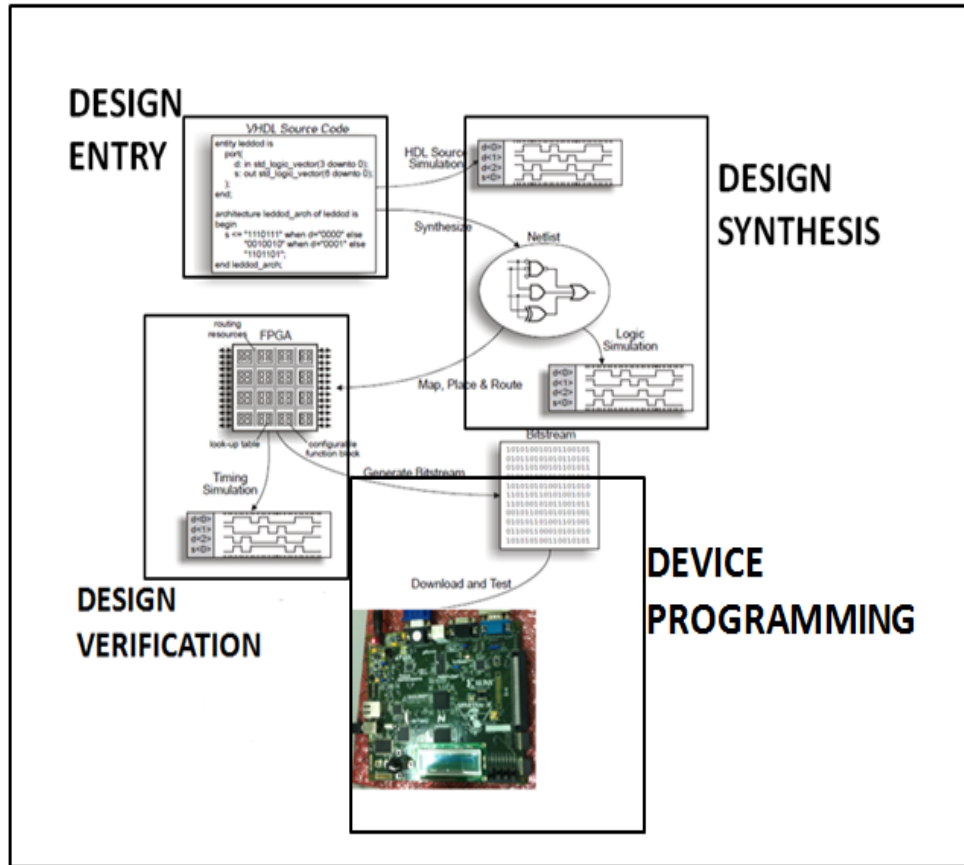 DESIGN
ENTRY
VHDL Source Code
entity leddcd is
port(
d: in std_logic_vector(3 downto 0);
s: out std_logic_vector(6 downto 0);
);
end;
architecture leddcd_arch of leddcd is
begin
s <= "1110111" when d="0000" else
"0010010" when d="0001" else
"1101101";
end leddcd_arch;
HDL Source
Simulation
d<0>
d<1>
d<2>
s<0>
DESIGN
SYNTHESIS
Synthesize
Netlist
Logic
Simulation
d<0>
d<1>
d<2>
s<0>
routing
resources
FPGA
Map, Place & Route
look-up table
configurable
function block
Timing
Simulation
d<0>
d<1>
d<2>
s<0>
Generate Bitstream
Bitstream
DESIGN
VERIFICATION
Download and Test
DEVICE
PROGRAMMING